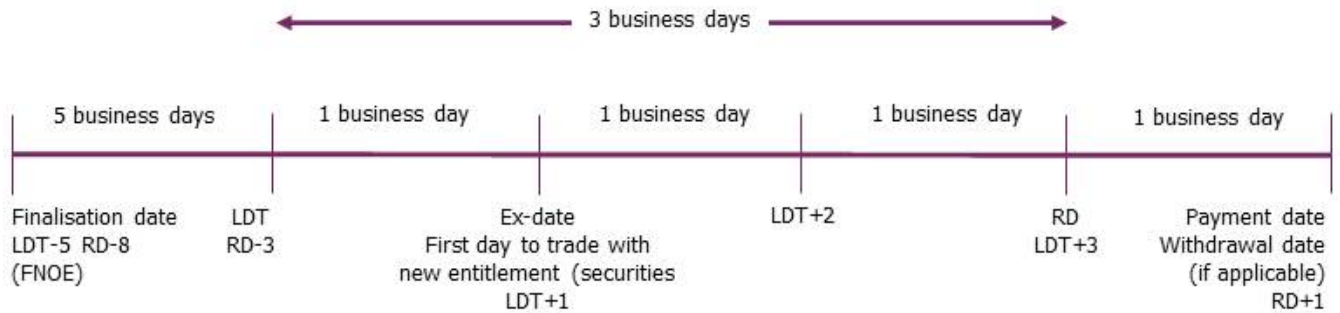 3 business days
5 business days
1 business day
1 business day
1 business day
1 business day
Finalisation date
LDT-5 RD-8
(FNOE)
LDT
RD-3
Ex-date
First day to trade with
new entitlement (securities
LDT+1
LDT+2
RD
LDT+3
Payment date
Withdrawal date
(if applicable)
RD+1